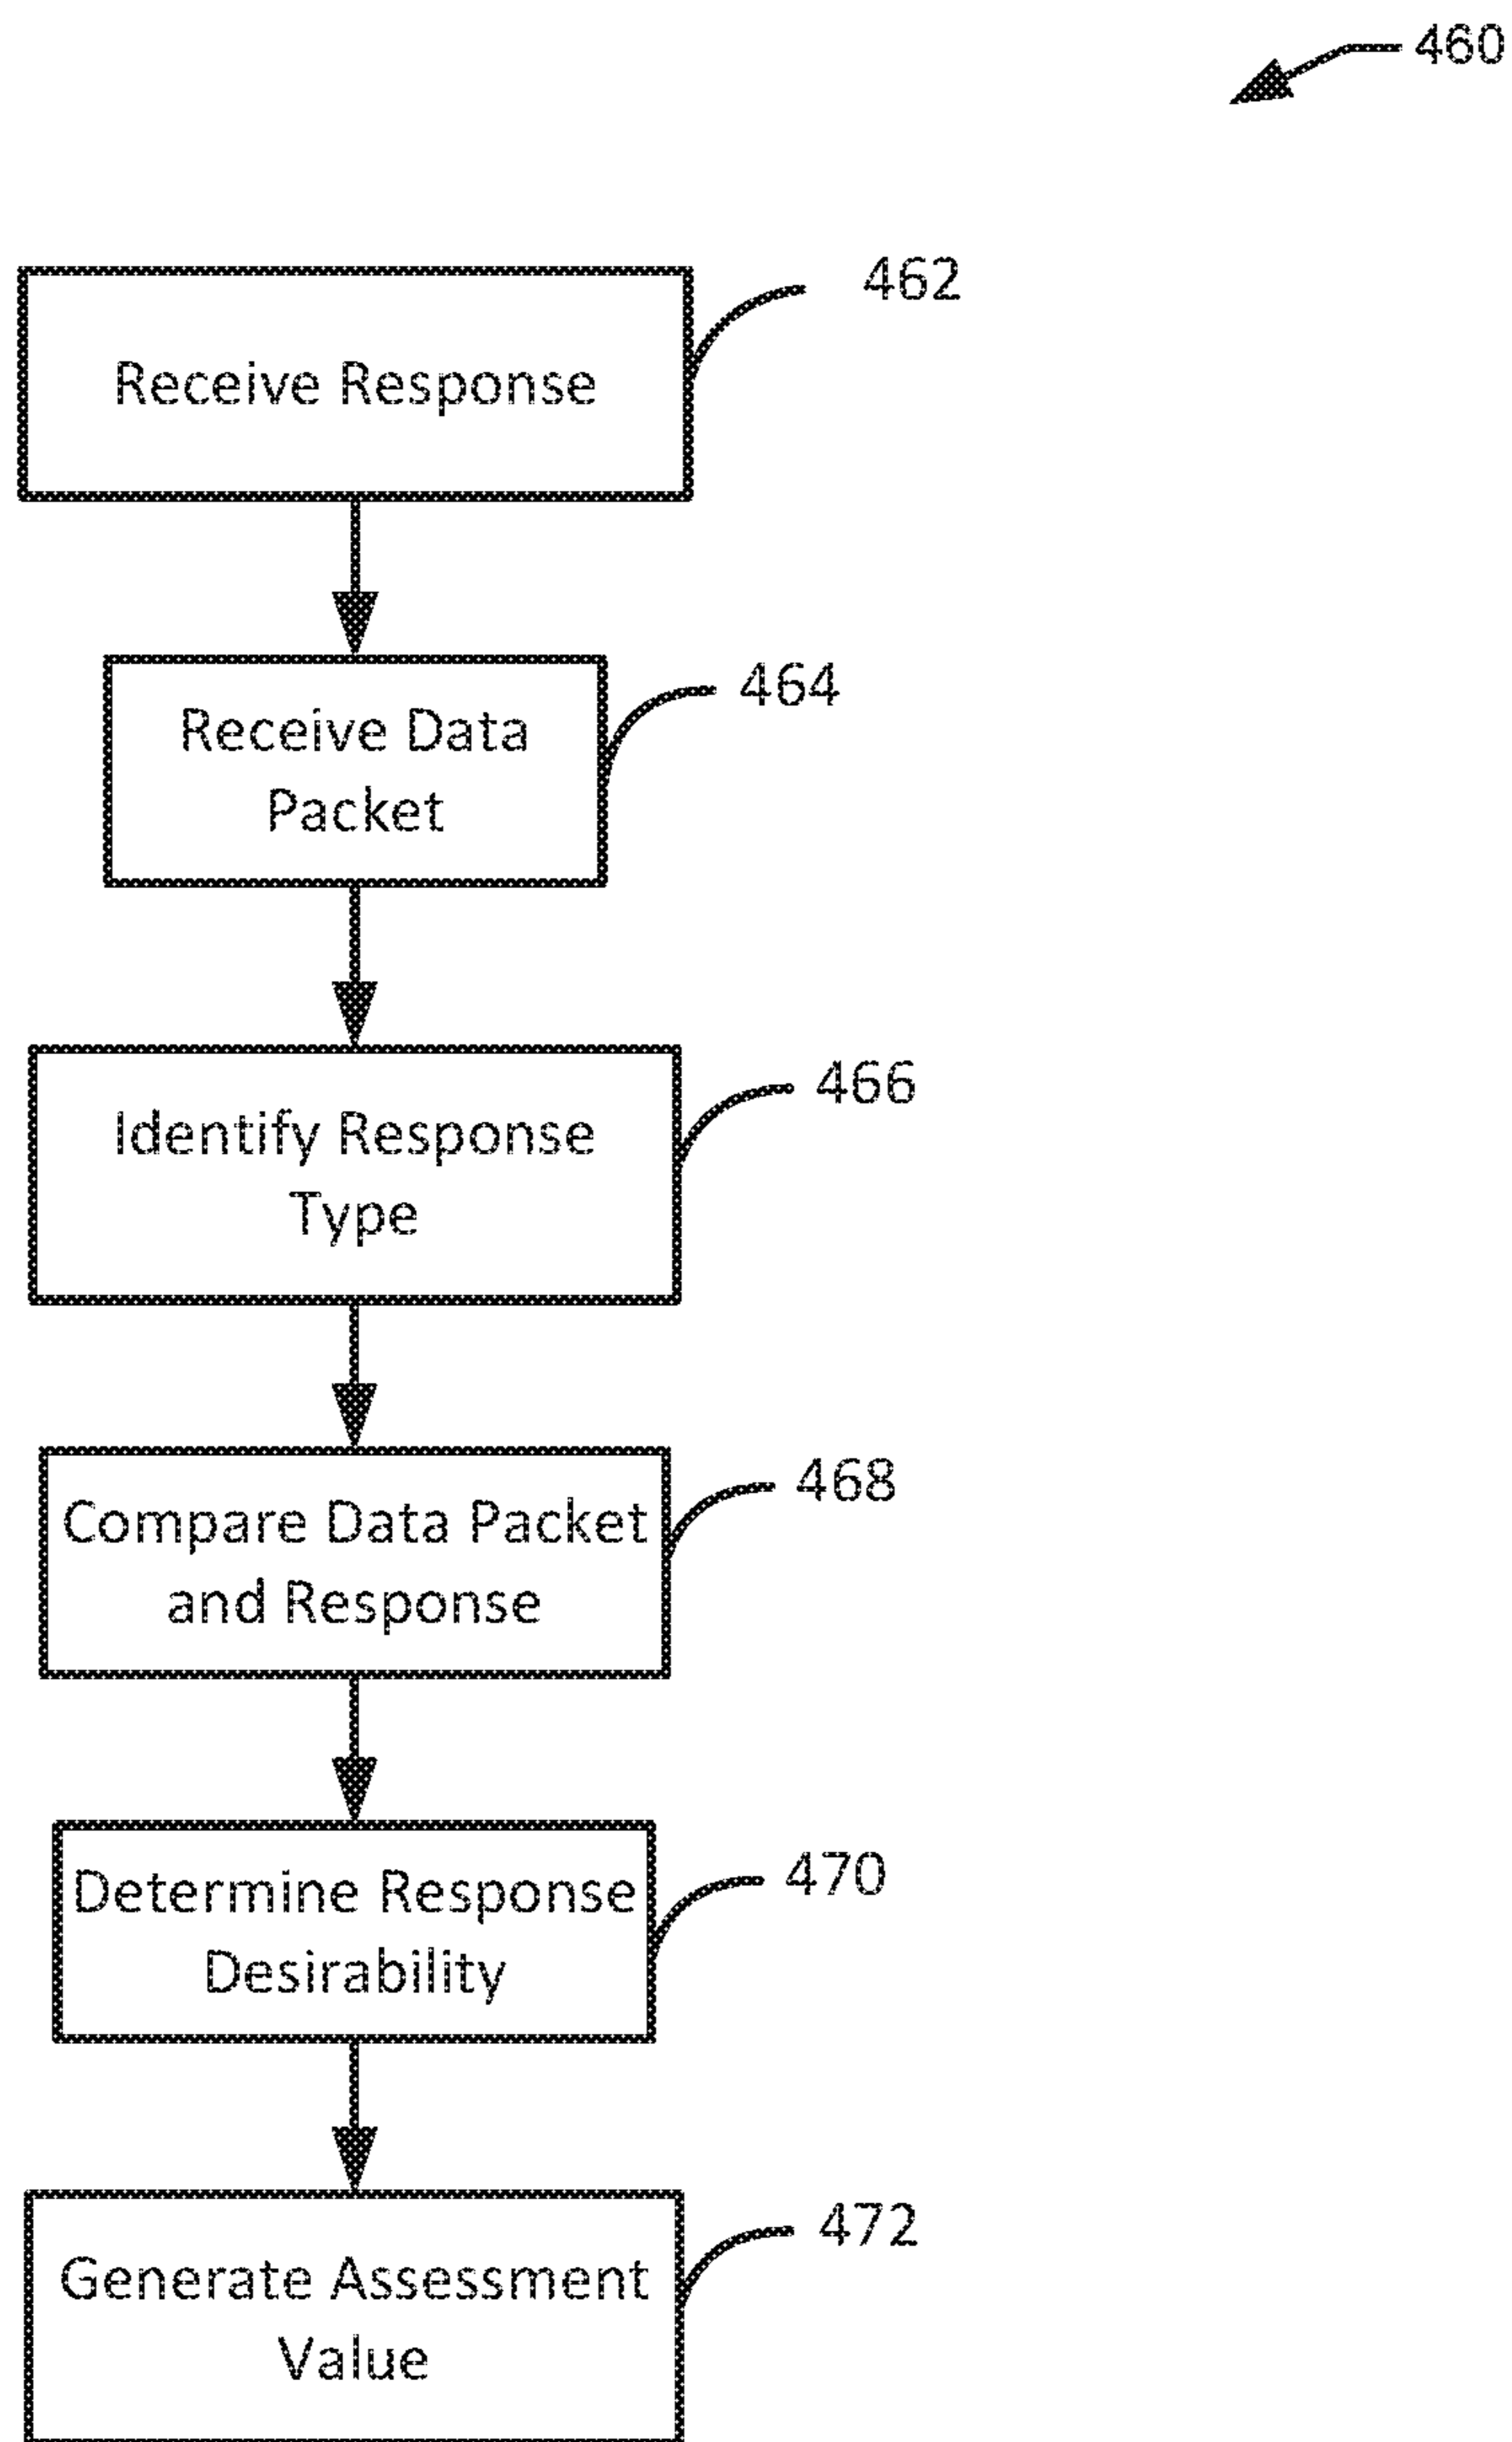 460
462
Receive Response
464
Receive Data
Packet
466
Identify Response
Type
468
Compare Data Packet
and Response
470
Determine Response
Desirability
472
Generate Assessment
Value